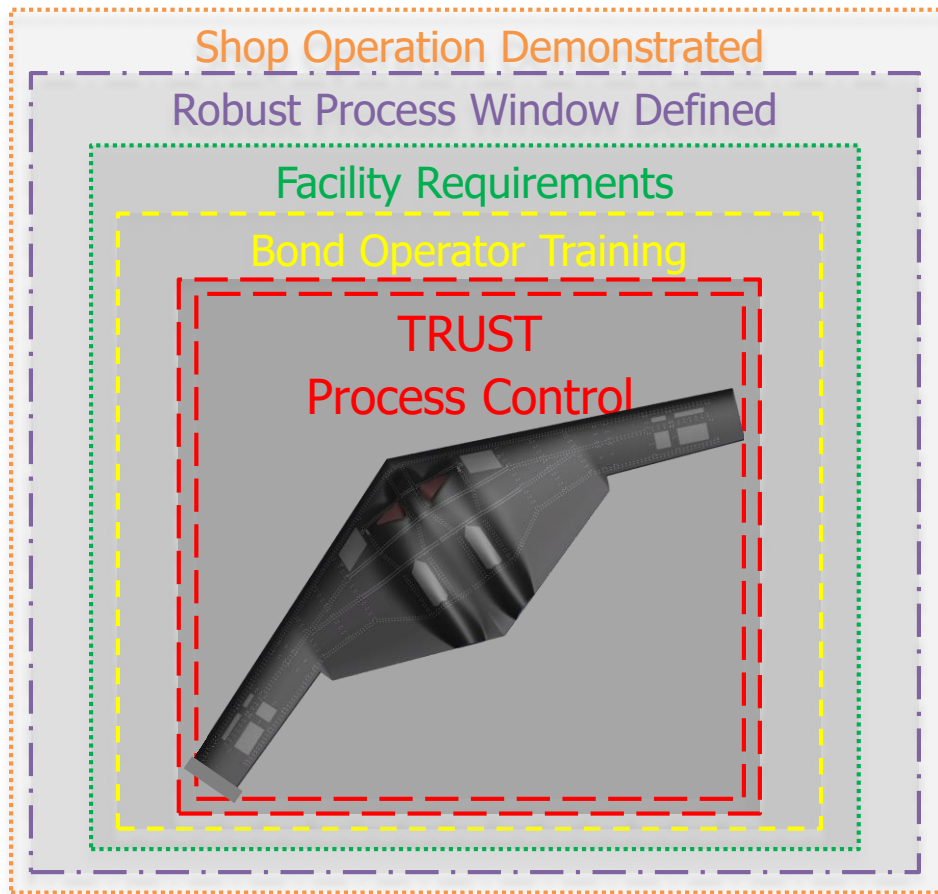 Shop Operation Demonstrated
Robust Process Window Defined
Facility Requirements
Bond Operator Training
TRUST
Process Control